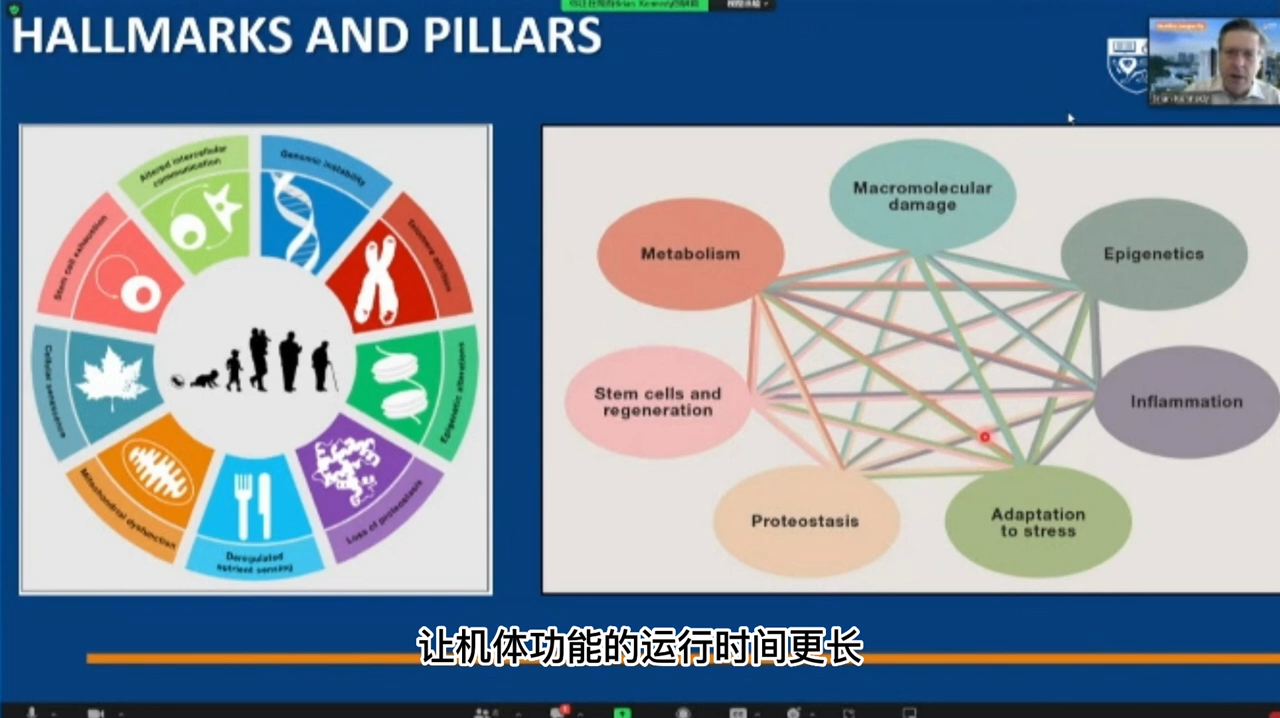 HALLMARKS AND PILLARS
Altered intercellular
communication
Genomic instability
Telomere attrition
Epigenetic alterations
Loss of proteostasis
Deregulated
nutrient sensing
Mitochondrial dysfunction
Cellular senescence
Stem cell exhaustion
Macromolecular
damage
Metabolism
Epigenetics
Stem cells and
regeneration
Inflammation
Proteostasis
Adaptation
to stress
让机体功能的运行时间更长